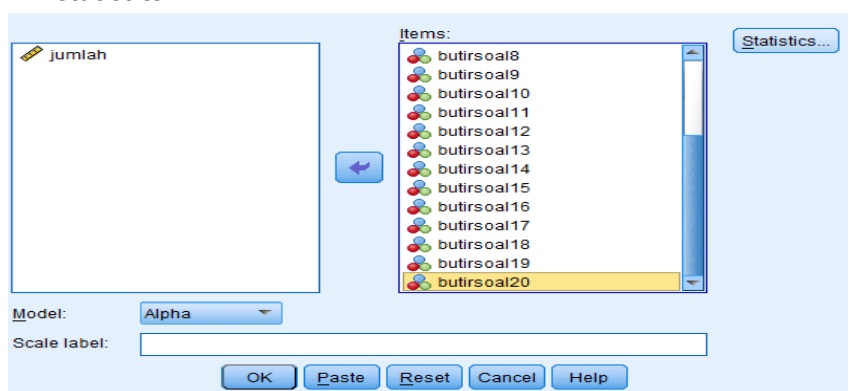 Items:
jumlah
butirsoal8
butirsoal9
butirsoal10
butirsoal11
butirsoal12
butirsoal13
butirsoal14
butirsoal15
butirsoal16
butirsoal17
butirsoal18
butirsoal19
butirsoal20
Statistics...
Model: Alpha
Scale label:
OK Paste Reset Cancel Help